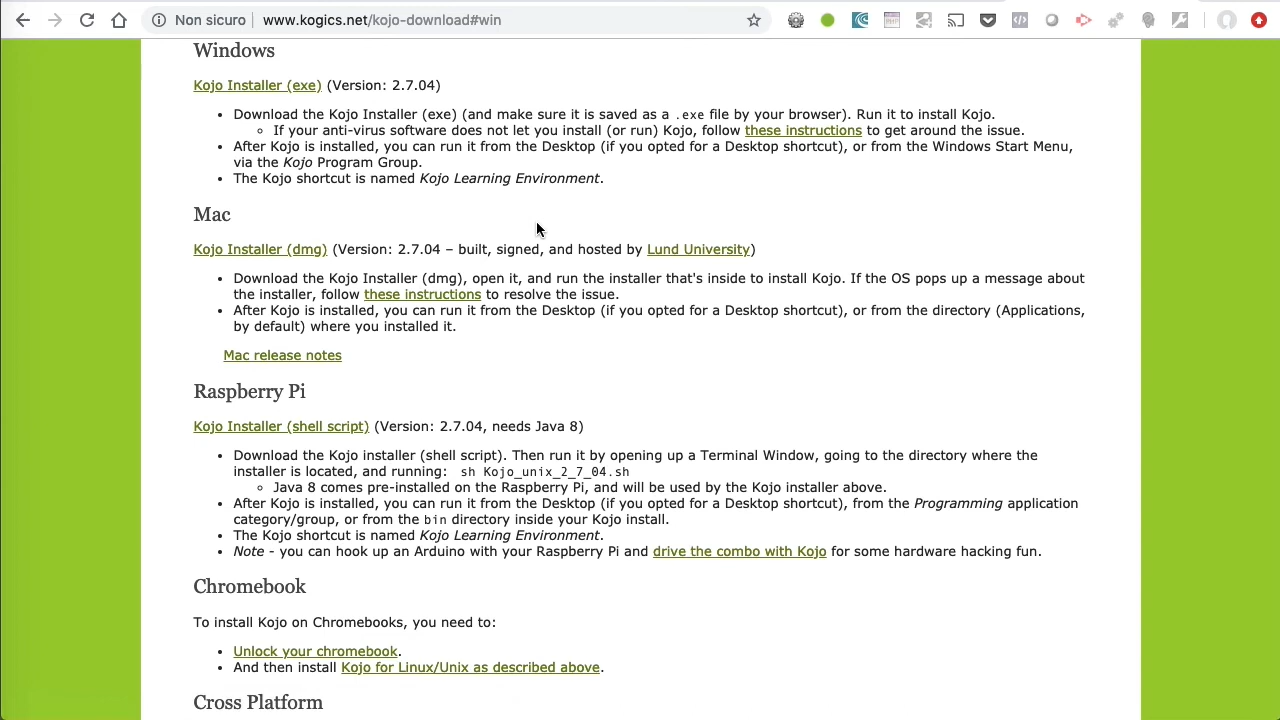 Non sicuro | www.kogics.net/kojo-download#win
Windows
Kojo Installer (exe) (Version: 2.7.04)
• Download the Kojo Installer (exe) (and make sure it is saved as a .exe file by your browser). Run it to install Kojo.
◦ If your anti-virus software does not let you install (or run) Kojo, follow these instructions to get around the issue.
• After Kojo is installed, you can run it from the Desktop (if you opted for a Desktop shortcut), or from the Windows Start Menu,
via the Kojo Program Group.
• The Kojo shortcut is named Kojo Learning Environment.
Mac
Kojo Installer (dmg) (Version: 2.7.04 – built, signed, and hosted by Lund University)
• Download the Kojo Installer (dmg), open it, and run the installer that's inside to install Kojo. If the OS pops up a message about
the installer, follow these instructions to resolve the issue.
• After Kojo is installed, you can run it from the Desktop (if you opted for a Desktop shortcut), or from the directory (Applications,
by default) where you installed it.
Mac release notes
Raspberry Pi
Kojo Installer (shell script) (Version: 2.7.04, needs Java 8)
• Download the Kojo installer (shell script). Then run it by opening up a Terminal Window, going to the directory where the
installer is located, and running: sh Kojo_unix_2_7_04.sh
◦ Java 8 comes pre-installed on the Raspberry Pi, and will be used by the Kojo installer above.
• After Kojo is installed, you can run it from the Desktop (if you opted for a Desktop shortcut), from the Programming application
category/group, or from the bin directory inside your Kojo install.
• The Kojo shortcut is named Kojo Learning Environment.
• Note - you can hook up an Arduino with your Raspberry Pi and drive the combo with Kojo for some hardware hacking fun.
Chromebook
To install Kojo on Chromebooks, you need to:
• Unlock your chromebook.
• And then install Kojo for Linux/Unix as described above.
Cross Platform